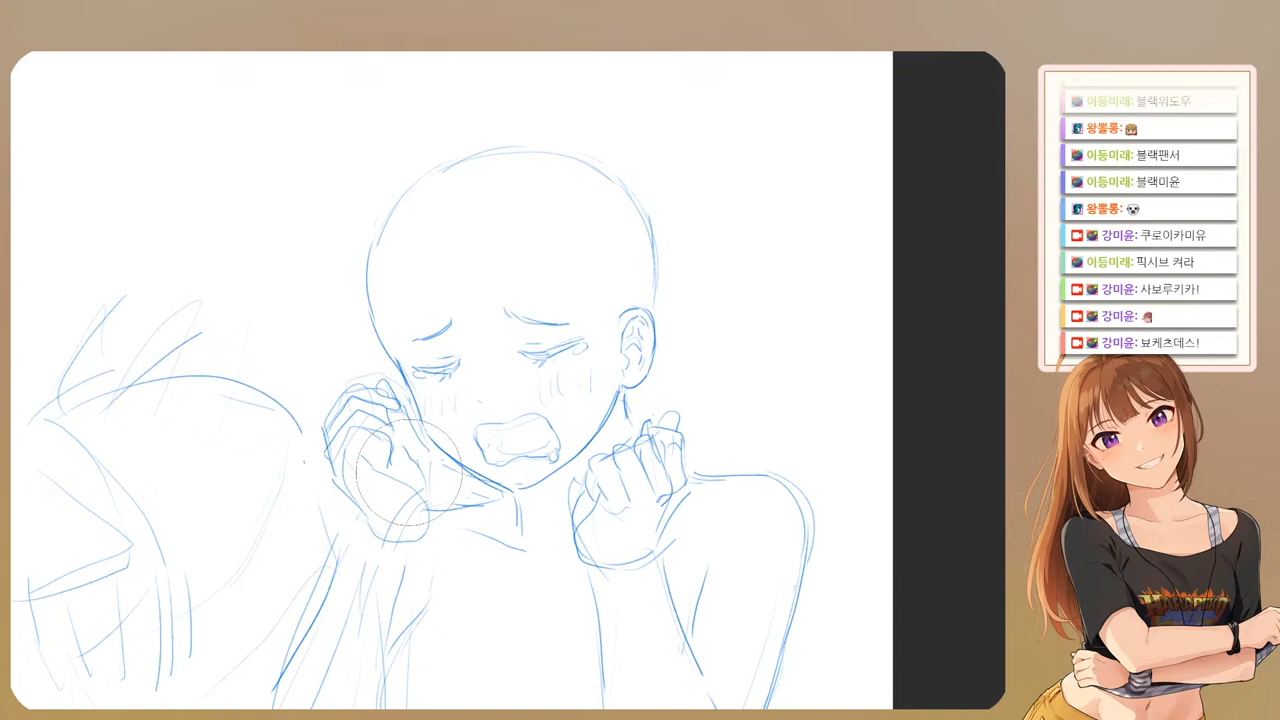 이등미래: 블랙위도우
왕뿔롱:
이등미래: 블랙팬서
이등미래: 블랙미윤
왕뿔롱:
강미윤: 쿠로이카미유
이등미래: 픽시브 켜라
강미윤: 사보루키카!
강미윤:
강미윤: 뵤케츠데스!
HARAPEKO